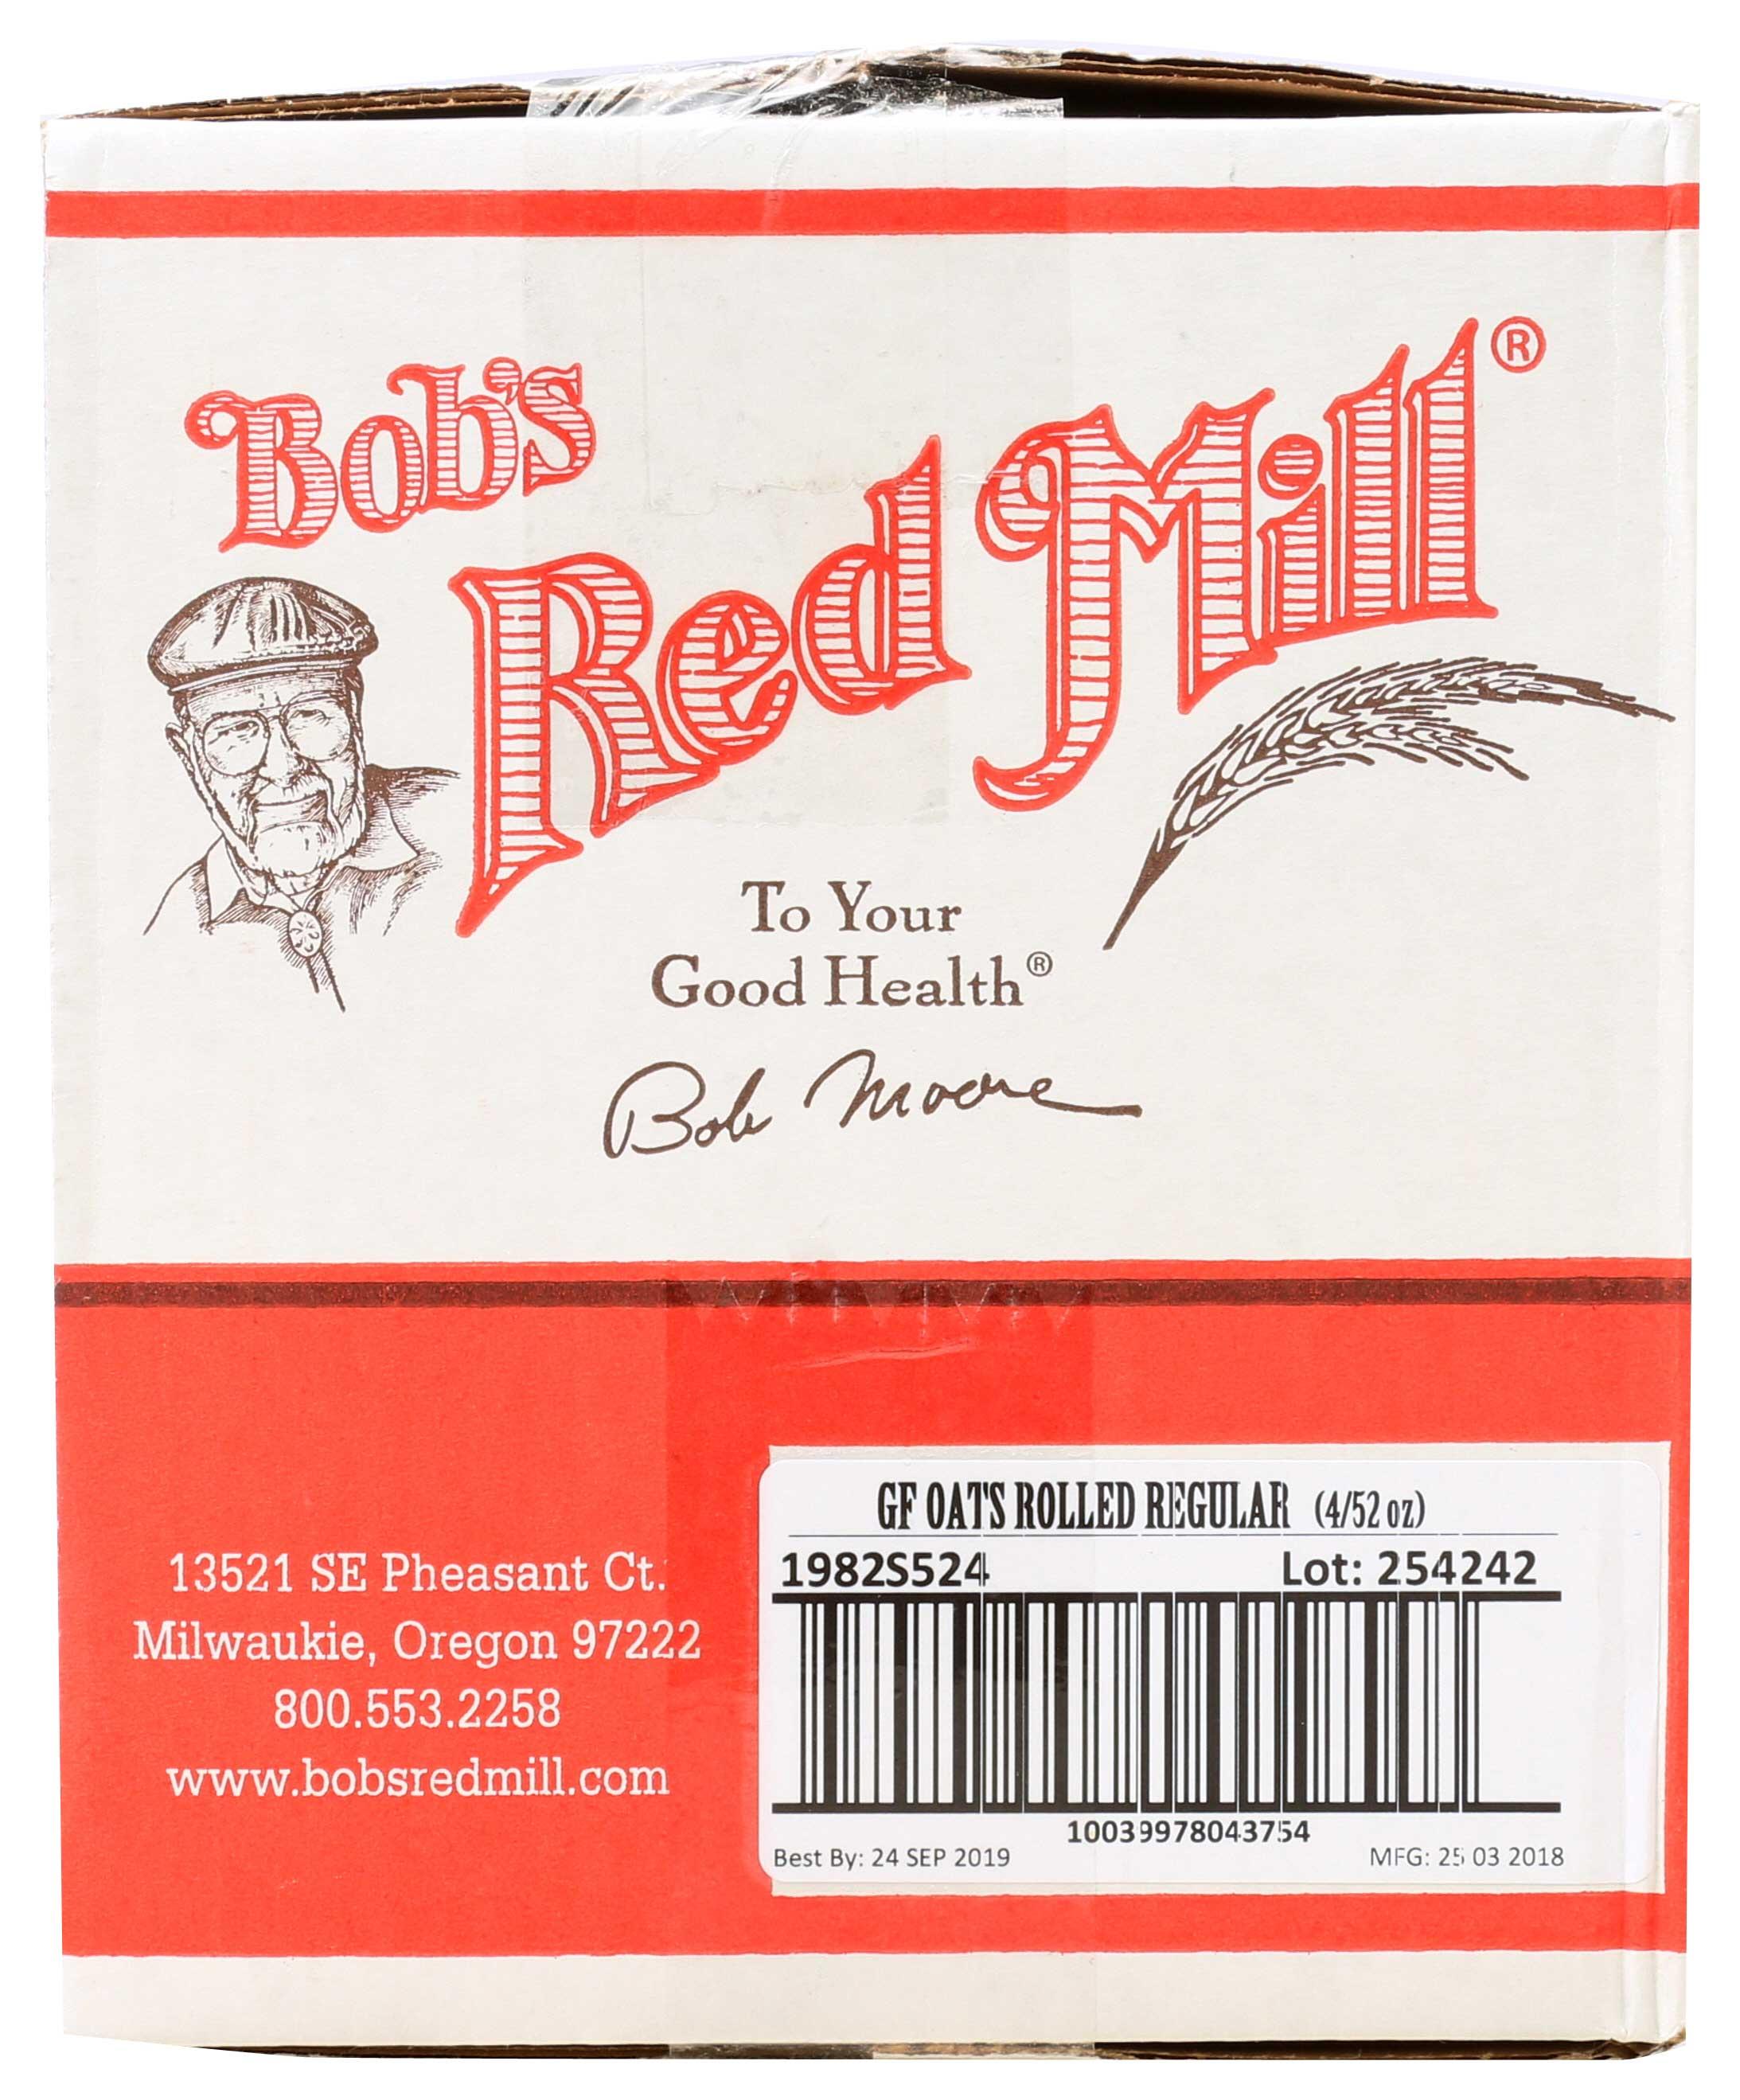 Bob's
Red Mill®
To Your
Good Health®
Bob Moore
13521 SE Pheasant Ct.
Milwaukie, Oregon 97222
800.553.2258
www.bobsredmill.com
GF OATS ROLLED REGULAR (4/52 oz)
1982S524 Lot: 254242
10039978043754
Best By: 24 SEP 2019 MFG: 25 03 2018